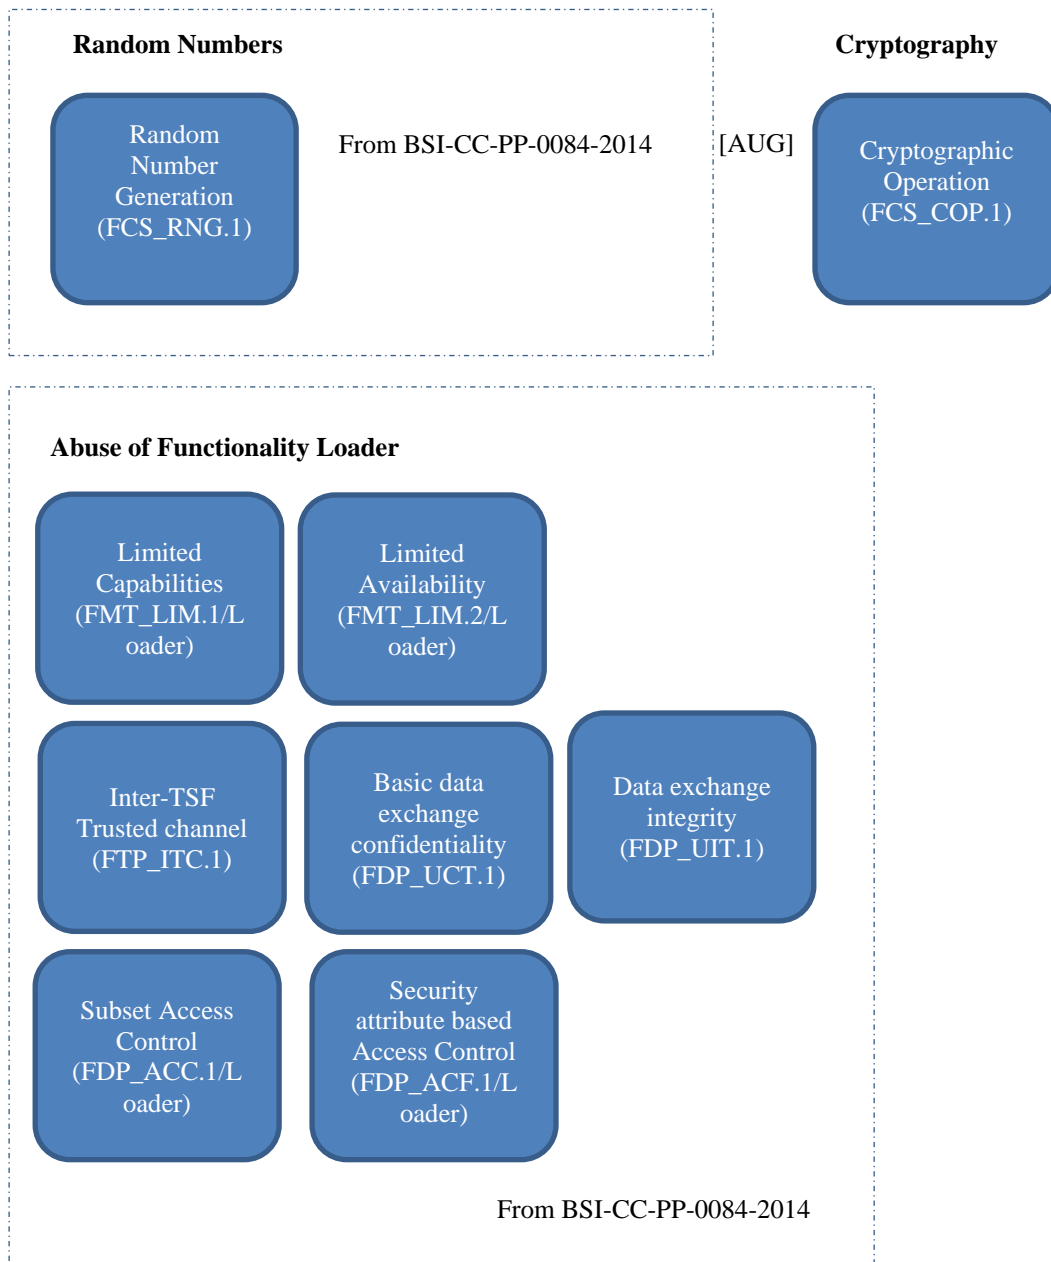 Random Numbers
Cryptography
Random
Number
Generation
(FCS_RNG.1)
From BSI-CC-PP-0084-2014
[AUG]
Cryptographic
Operation
(FCS_COP.1)
Abuse of Functionality Loader
Limited
Capabilities
(FMT_LIM.1/L
oader)
Limited
Availability
(FMT_LIM.2/L
oader)
Inter-TSF
Trusted channel
(FTP_ITC.1)
Basic data
exchange
confidentiality
(FDP_UCT.1)
Data exchange
integrity
(FDP_UIT.1)
Subset Access
Control
(FDP_ACC.1/L
oader)
Security
attribute based
Access Control
(FDP_ACF.1/L
oader)
From BSI-CC-PP-0084-2014